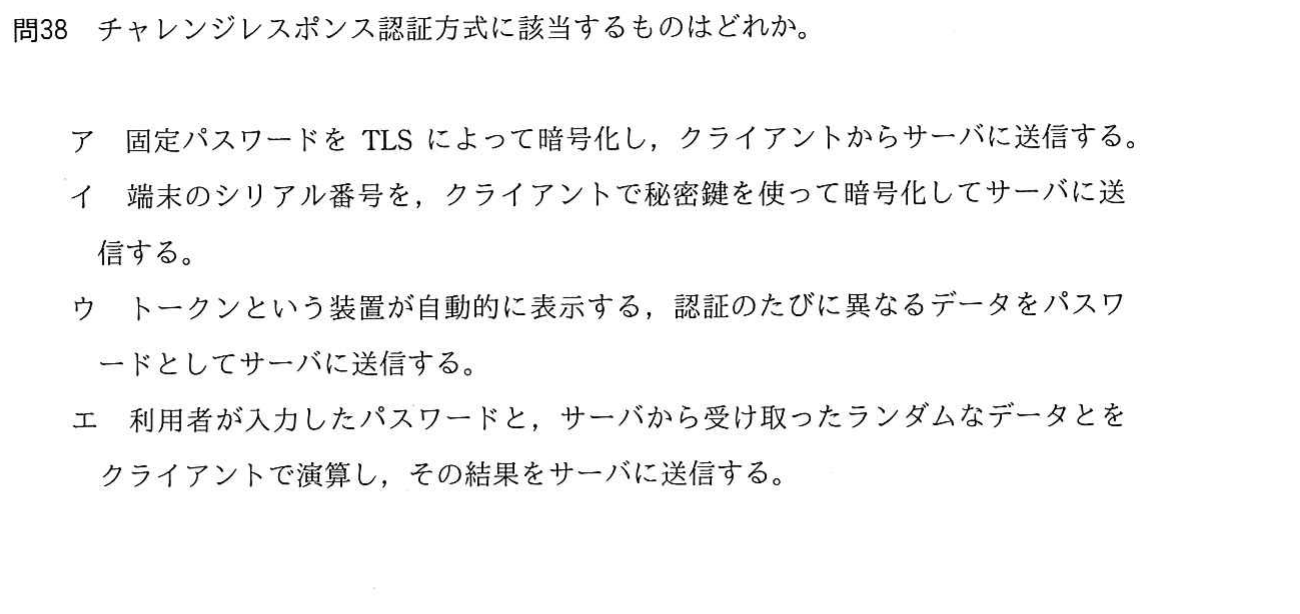 問38 チャレンジレスポンス認証方式に該当するものはどれか。
ア 固定パスワードを TLS によって暗号化し，クライアントからサーバに送信する。
イ 端末のシリアル番号を，クライアントで秘密鍵を使って暗号化してサーバに送
信する。
ウ トークンという装置が自動的に表示する，認証のたびに異なるデータをパスワ
ードとしてサーバに送信する。
エ 利用者が入力したパスワードと，サーバから受け取ったランダムなデータとを
クライアントで演算し，その結果をサーバに送信する。